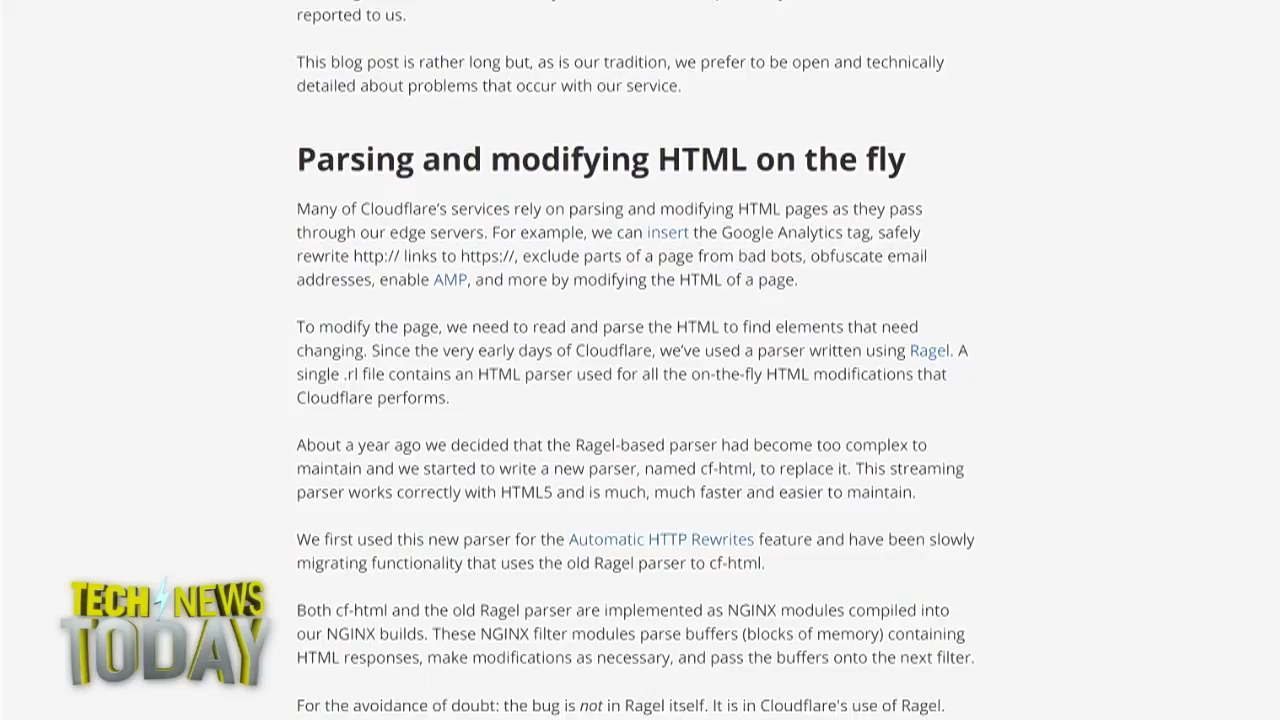 reported to us.
This blog post is rather long but, as is our tradition, we prefer to be open and technically
detailed about problems that occur with our service.
Parsing and modifying HTML on the fly
Many of Cloudflare’s services rely on parsing and modifying HTML pages as they pass
through our edge servers. For example, we can insert the Google Analytics tag, safely
rewrite http:// links to https://, exclude parts of a page from bad bots, obfuscate email
addresses, enable AMP, and more by modifying the HTML of a page.
To modify the page, we need to read and parse the HTML to find elements that need
changing. Since the very early days of Cloudflare, we’ve used a parser written using Ragel. A
single .rl file contains an HTML parser used for all the on-the-fly HTML modifications that
Cloudflare performs.
About a year ago we decided that the Ragel-based parser had become too complex to
maintain and we started to write a new parser, named cf-html, to replace it. This streaming
parser works correctly with HTML5 and is much, much faster and easier to maintain.
We first used this new parser for the Automatic HTTP Rewrites feature and have been slowly
migrating functionality that uses the old Ragel parser to cf-html.
Both cf-html and the old Ragel parser are implemented as NGINX modules compiled into
our NGINX builds. These NGINX filter modules parse buffers (blocks of memory) containing
HTML responses, make modifications as necessary, and pass the buffers onto the next filter.
For the avoidance of doubt: the bug is not in Ragel itself. It is in Cloudflare's use of Ragel.
TECH NEWS
TODAY